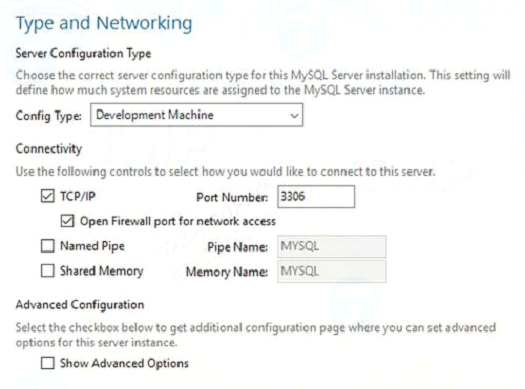 Type and Networking
Server Configuration Type
Choose the correct server configuration type for this MySQL Server installation. This setting will
define how much system resources are assigned to the MySQL Server instance.
Config Type: Development Machine
Connectivity
Use the following controls to select how you would like to connect to this server.
TCP/IP Port Number: 3306
Open Firewall port for network access
Named Pipe Pipe Name: MYSQL
Shared Memory Memory Name: MYSQL
Advanced Configuration
Select the checkbox below to get additional configuration page where you can set advanced
options for this server instance.
Show Advanced Options